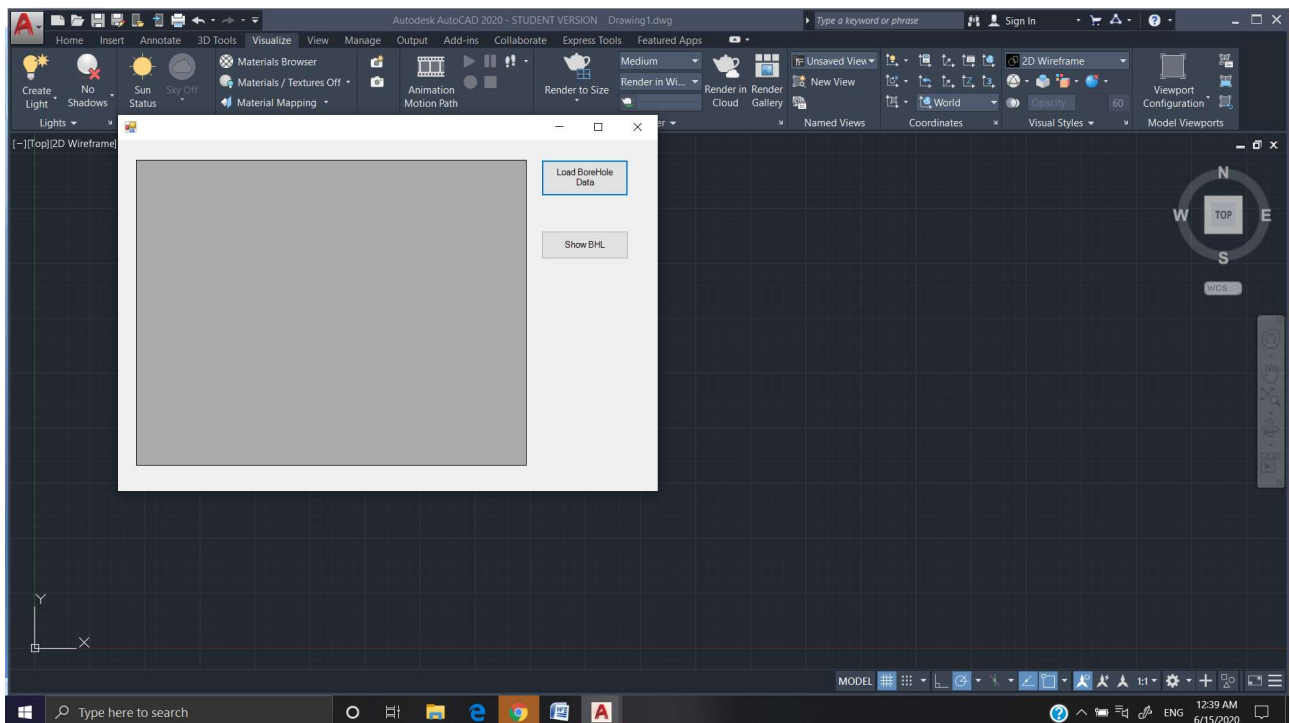 Autodesk AutoCAD 2020 - STUDENT VERSION Drawing1.dwg
Type a keyword or phrase
Sign In
Home Insert Annotate 3D Tools Visualize View Manage Output Add-ins Collaborate Express Tools Featured Apps
Create Light
No Shadows
Sun Status
Sky Off
Materials Browser
Materials / Textures Off
Material Mapping
Animation Motion Path
Render to Size
Medium
Render in Wi...
Render in Cloud
Render Gallery
Unsaved View
New View
World
2D Wireframe
Opacity 60
Viewport Configuration
Lights
Named Views
Coordinates
Visual Styles
Model Viewports
[-][Top][2D Wireframe]
Load BoreHole
Data
Show BHL
N
W TOP E
S
WCS
Y
X
MODEL
1:1
Type here to search
ENG
12:39 AM
6/15/2020